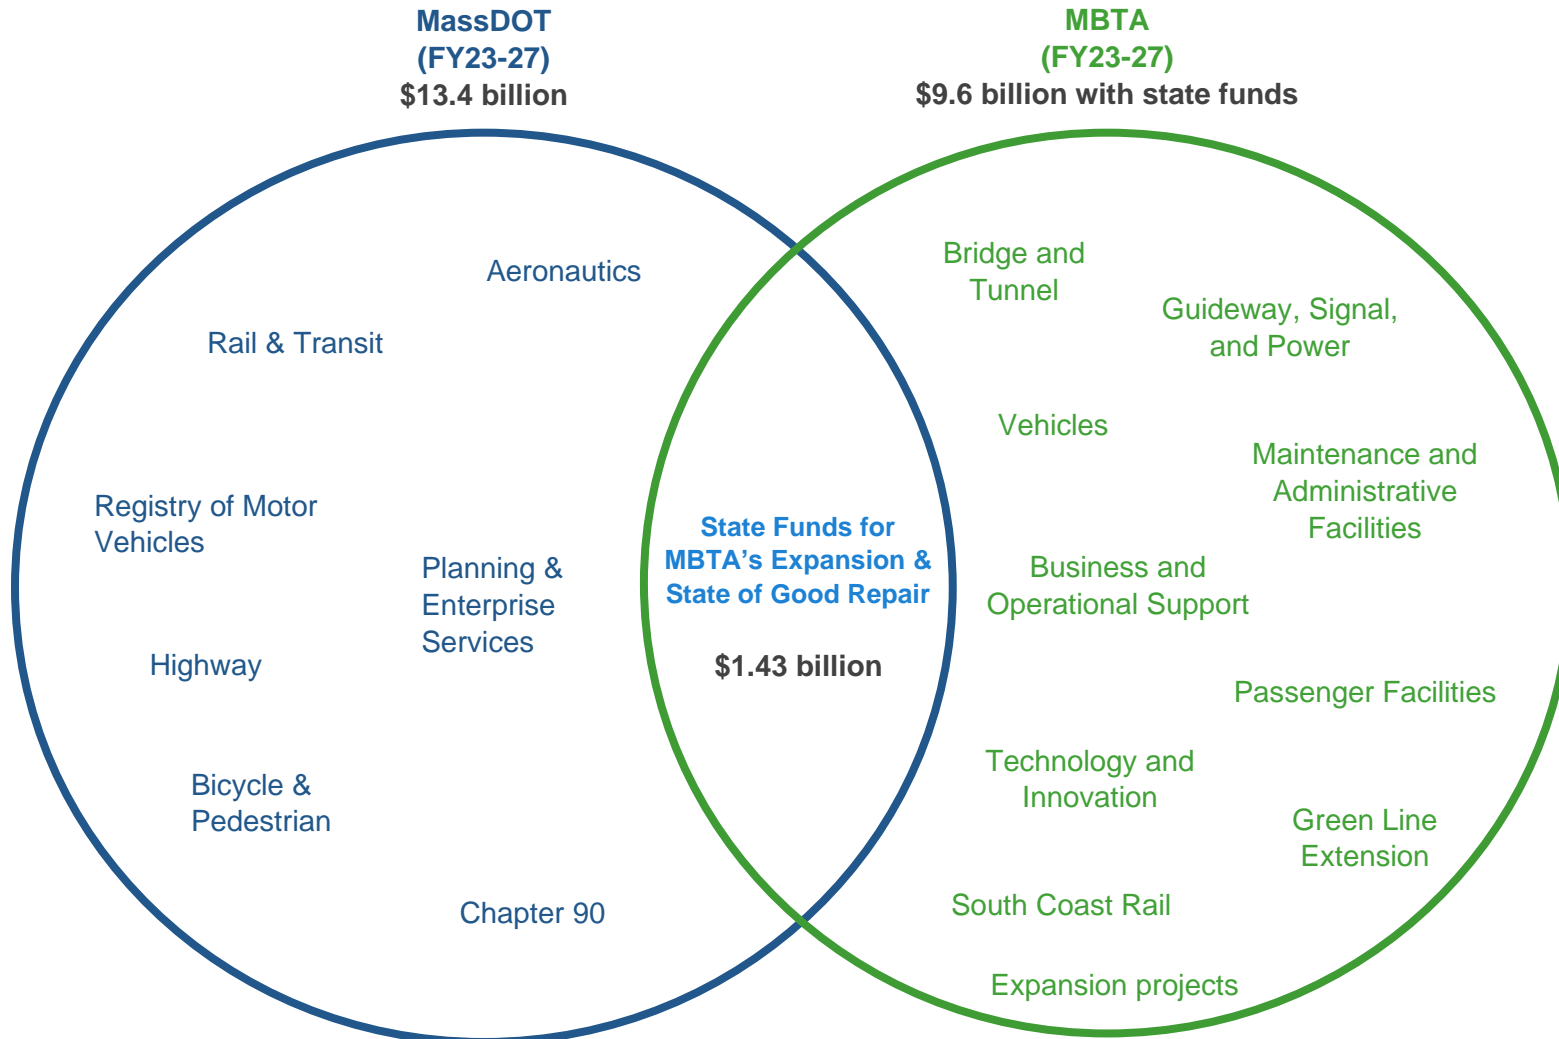 MassDOT
(FY23-27)
$13.4 billion
MBTA
(FY23-27)
$9.6 billion with state funds
Aeronautics
Rail & Transit
Registry of Motor
Vehicles
Planning &
Enterprise
Services
Highway
Bicycle &
Pedestrian
Chapter 90
State Funds for
MBTA’s Expansion &
State of Good Repair
$1.43 billion
Bridge and
Tunnel
Guideway, Signal,
and Power
Vehicles
Maintenance and
Administrative
Facilities
Business and
Operational Support
Passenger Facilities
Technology and
Innovation
Green Line
Extension
South Coast Rail
Expansion projects